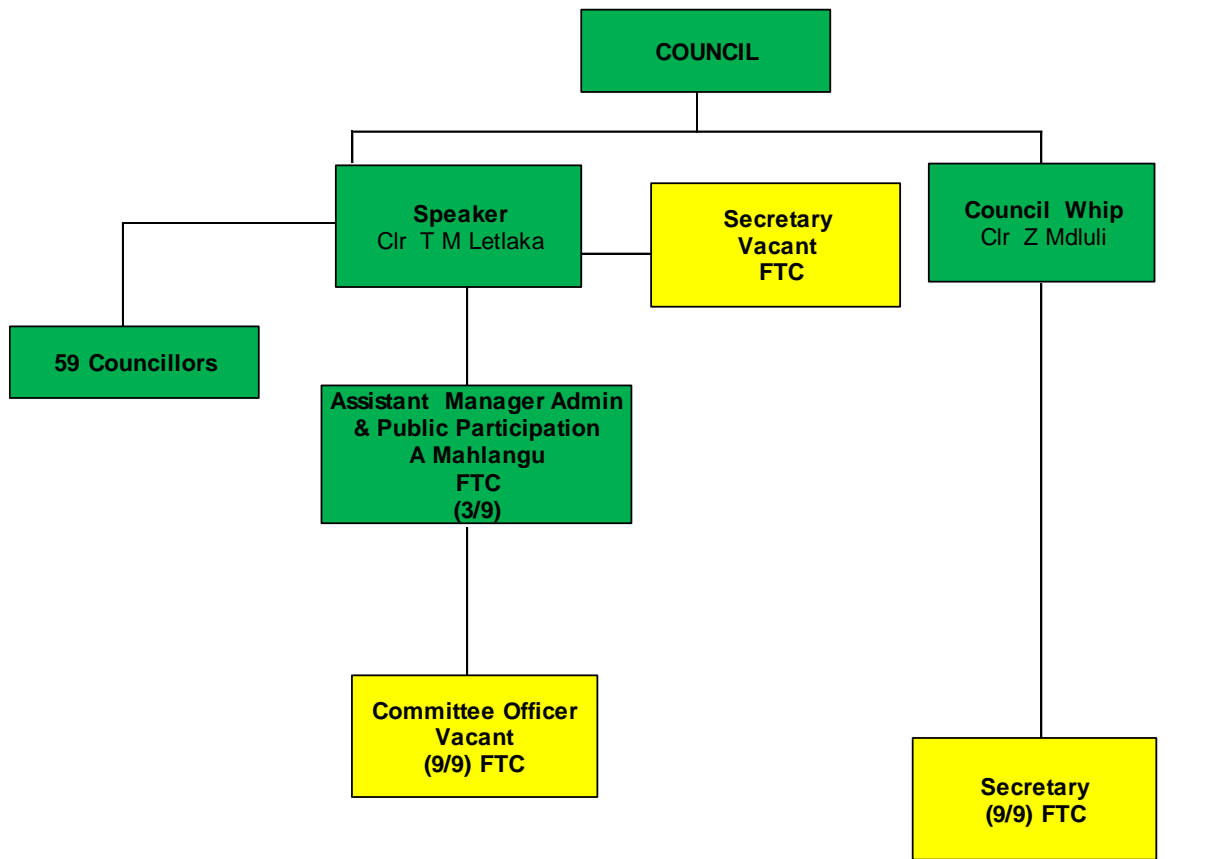 COUNCIL
Speaker
Clr T M Letlaka
Secretary
Vacant
FTC
Council Whip
Clr Z Mdluli
59 Councillors
Assistant Manager Admin
& Public Participation
A Mahlangu
FTC
(3/9)
Committee Officer
Vacant
(9/9) FTC
Secretary
(9/9) FTC